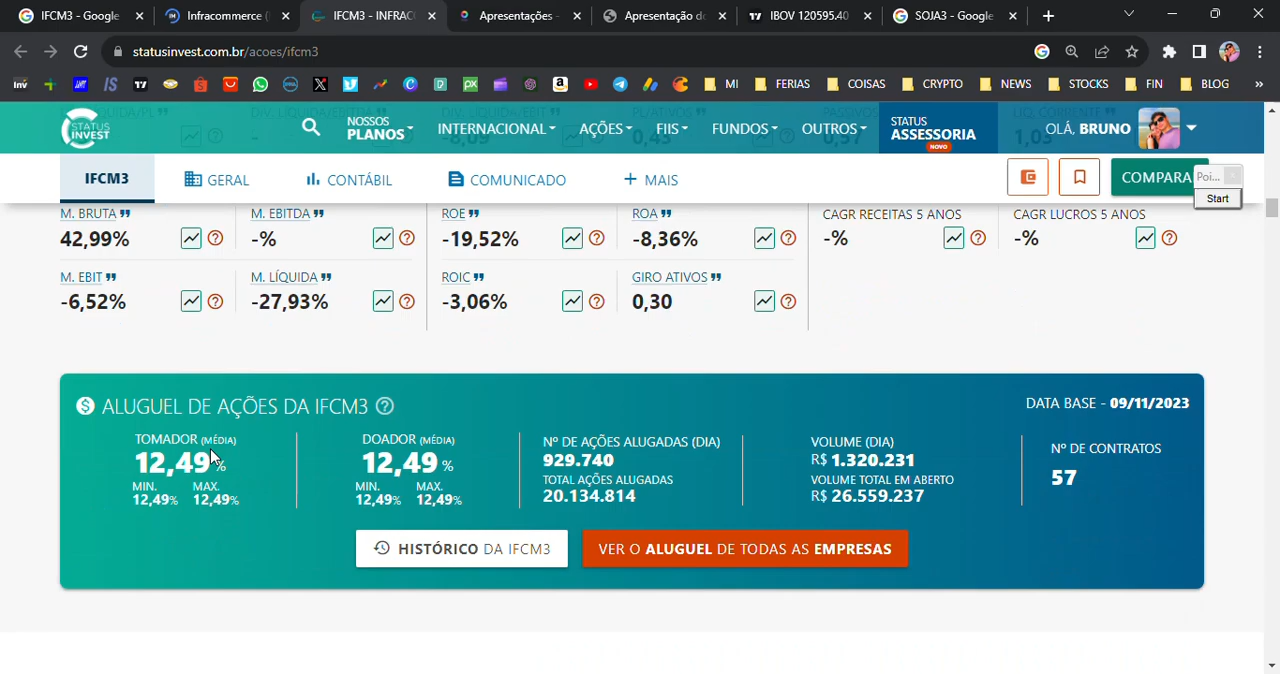 IFCM3 - Google
Infracommerce (
IFCM3 - INFRAC
Apresentações -
Apresentação do
IBOV 120595.40
SOJA3 - Google
statusinvest.com.br/acoes/ifcm3
MI
FERIAS
COISAS
CRYPTO
NEWS
STOCKS
FIN
BLOG
STATUS INVEST
NOSSOS PLANOS
INTERNACIONAL
AÇÕES
FIIS
FUNDOS
OUTROS
STATUS ASSESSORIA
NOVO
OLÁ, BRUNO
IFCM3
GERAL
CONTÁBIL
COMUNICADO
+ MAIS
COMPARA
Poi...
Start
M. BRUTA
42,99%
M. EBITDA
-%
ROE
-19,52%
ROA
-8,36%
CAGR RECEITAS 5 ANOS
-%
CAGR LUCROS 5 ANOS
-%
M. EBIT
-6,52%
M. LÍQUIDA
-27,93%
ROIC
-3,06%
GIRO ATIVOS
0,30
ALUGUEL DE AÇÕES DA IFCM3
DATA BASE - 09/11/2023
TOMADOR (MÉDIA)
12,49 %
MIN. MAX.
12,49% 12,49%
DOADOR (MÉDIA)
12,49 %
MIN. MAX.
12,49% 12,49%
Nº DE AÇÕES ALUGADAS (DIA)
929.740
TOTAL AÇÕES ALUGADAS
20.134.814
VOLUME (DIA)
R$ 1.320.231
VOLUME TOTAL EM ABERTO
R$ 26.559.237
Nº DE CONTRATOS
57
HISTÓRICO DA IFCM3
VER O ALUGUEL DE TODAS AS EMPRESAS